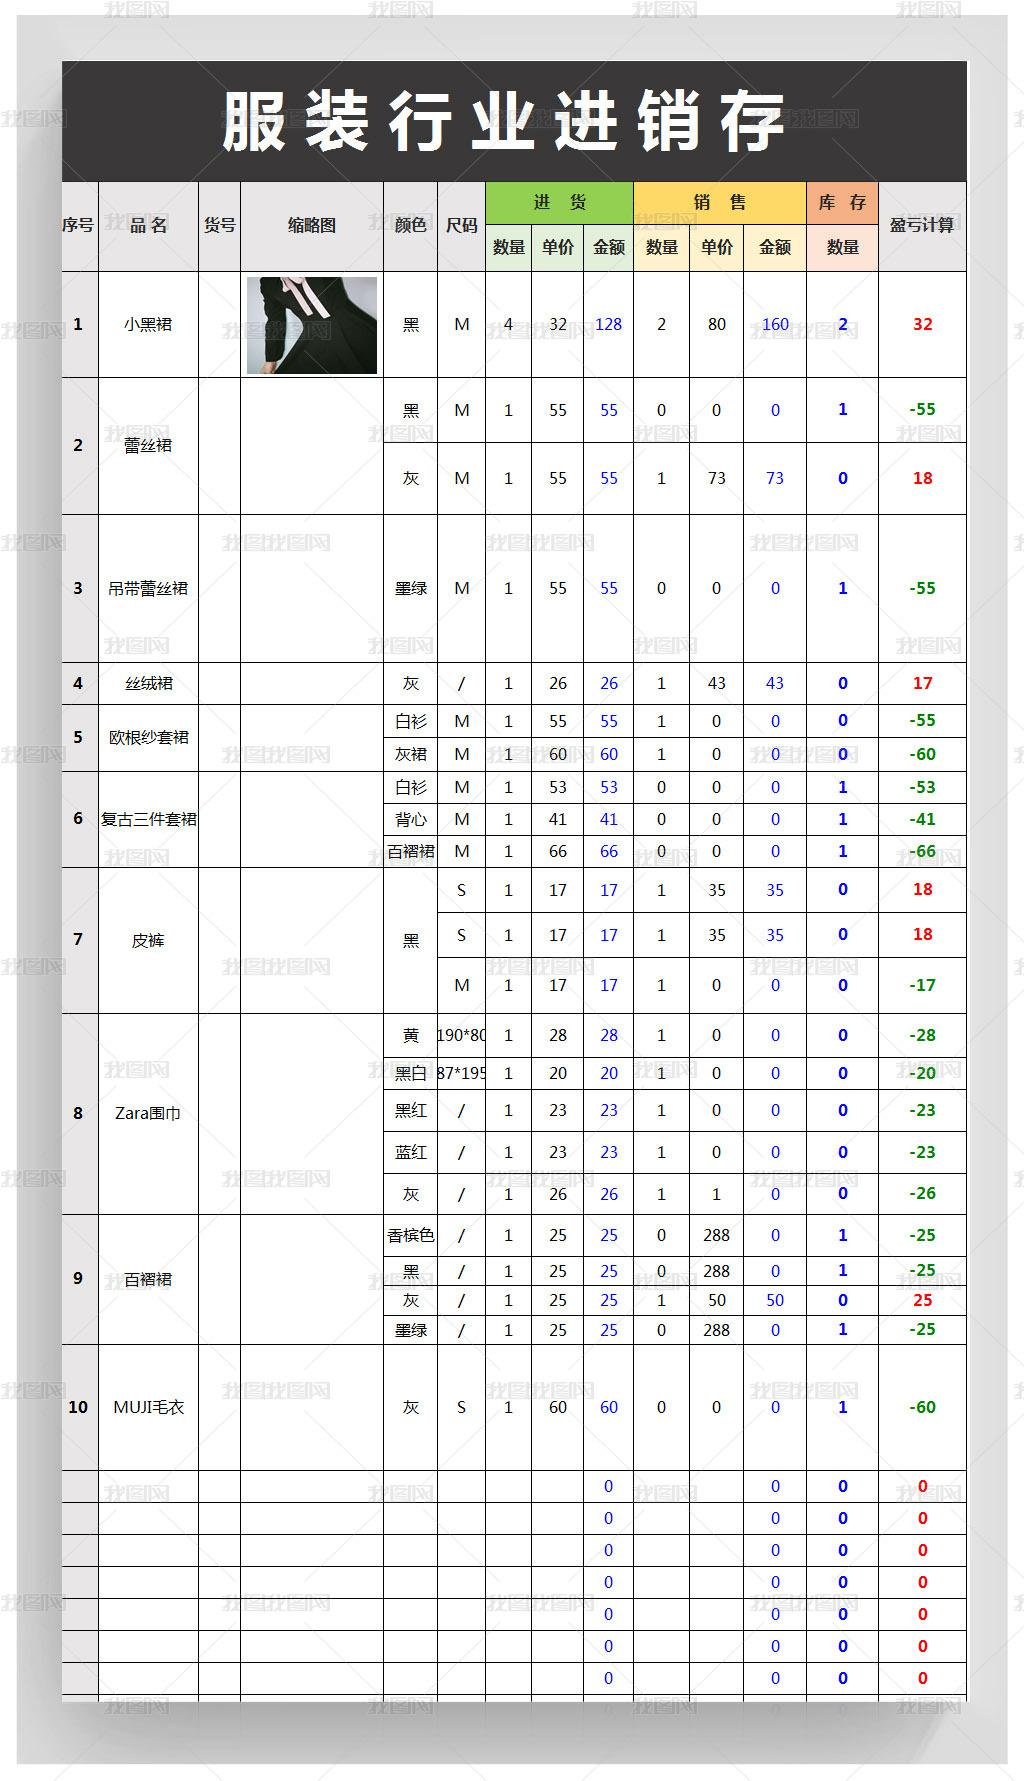 服装行业进销存
序号 品名 货号 缩略图 颜色 尺码 进货 销售 库存 盈亏计算
数量 单价 金额 数量 单价 金额 数量
1 小黑裙 黑 M 4 32 128 2 80 160 2 32
2 蕾丝裙 黑 M 1 55 55 0 0 0 1 -55
灰 M 1 55 55 1 73 73 0 18
3 吊带蕾丝裙 墨绿 M 1 55 55 0 0 0 1 -55
4 丝绒裙 灰 / 1 26 26 1 43 43 0 17
5 欧根纱套裙 白衫 M 1 55 55 1 0 0 0 -55
灰裙 M 1 60 60 1 0 0 0 -60
6 复古三件套裙 白衫 M 1 53 53 0 0 0 1 -53
背心 M 1 41 41 0 0 0 1 -41
百褶裙 M 1 66 66 0 0 0 1 -66
7 皮裤 黑 S 1 17 17 1 35 35 0 18
S 1 17 17 1 35 35 0 18
M 1 17 17 1 0 0 0 -17
8 Zara围巾 黄 190*80 1 28 28 1 0 0 0 -28
黑白 87*195 1 20 20 1 0 0 0 -20
黑红 / 1 23 23 1 0 0 0 -23
蓝红 / 1 23 23 1 0 0 0 -23
灰 / 1 26 26 1 1 0 0 -26
9 百褶裙 香槟色 / 1 25 25 0 288 0 1 -25
黑 / 1 25 25 0 288 0 1 -25
灰 / 1 25 25 1 50 50 0 25
墨绿 / 1 25 25 0 288 0 1 -25
10 MUJI毛衣 灰 S 1 60 60 0 0 0 1 -60
0 0 0 0
0 0 0 0
0 0 0 0
0 0 0 0
0 0 0 0
0 0 0 0
0 0 0 0